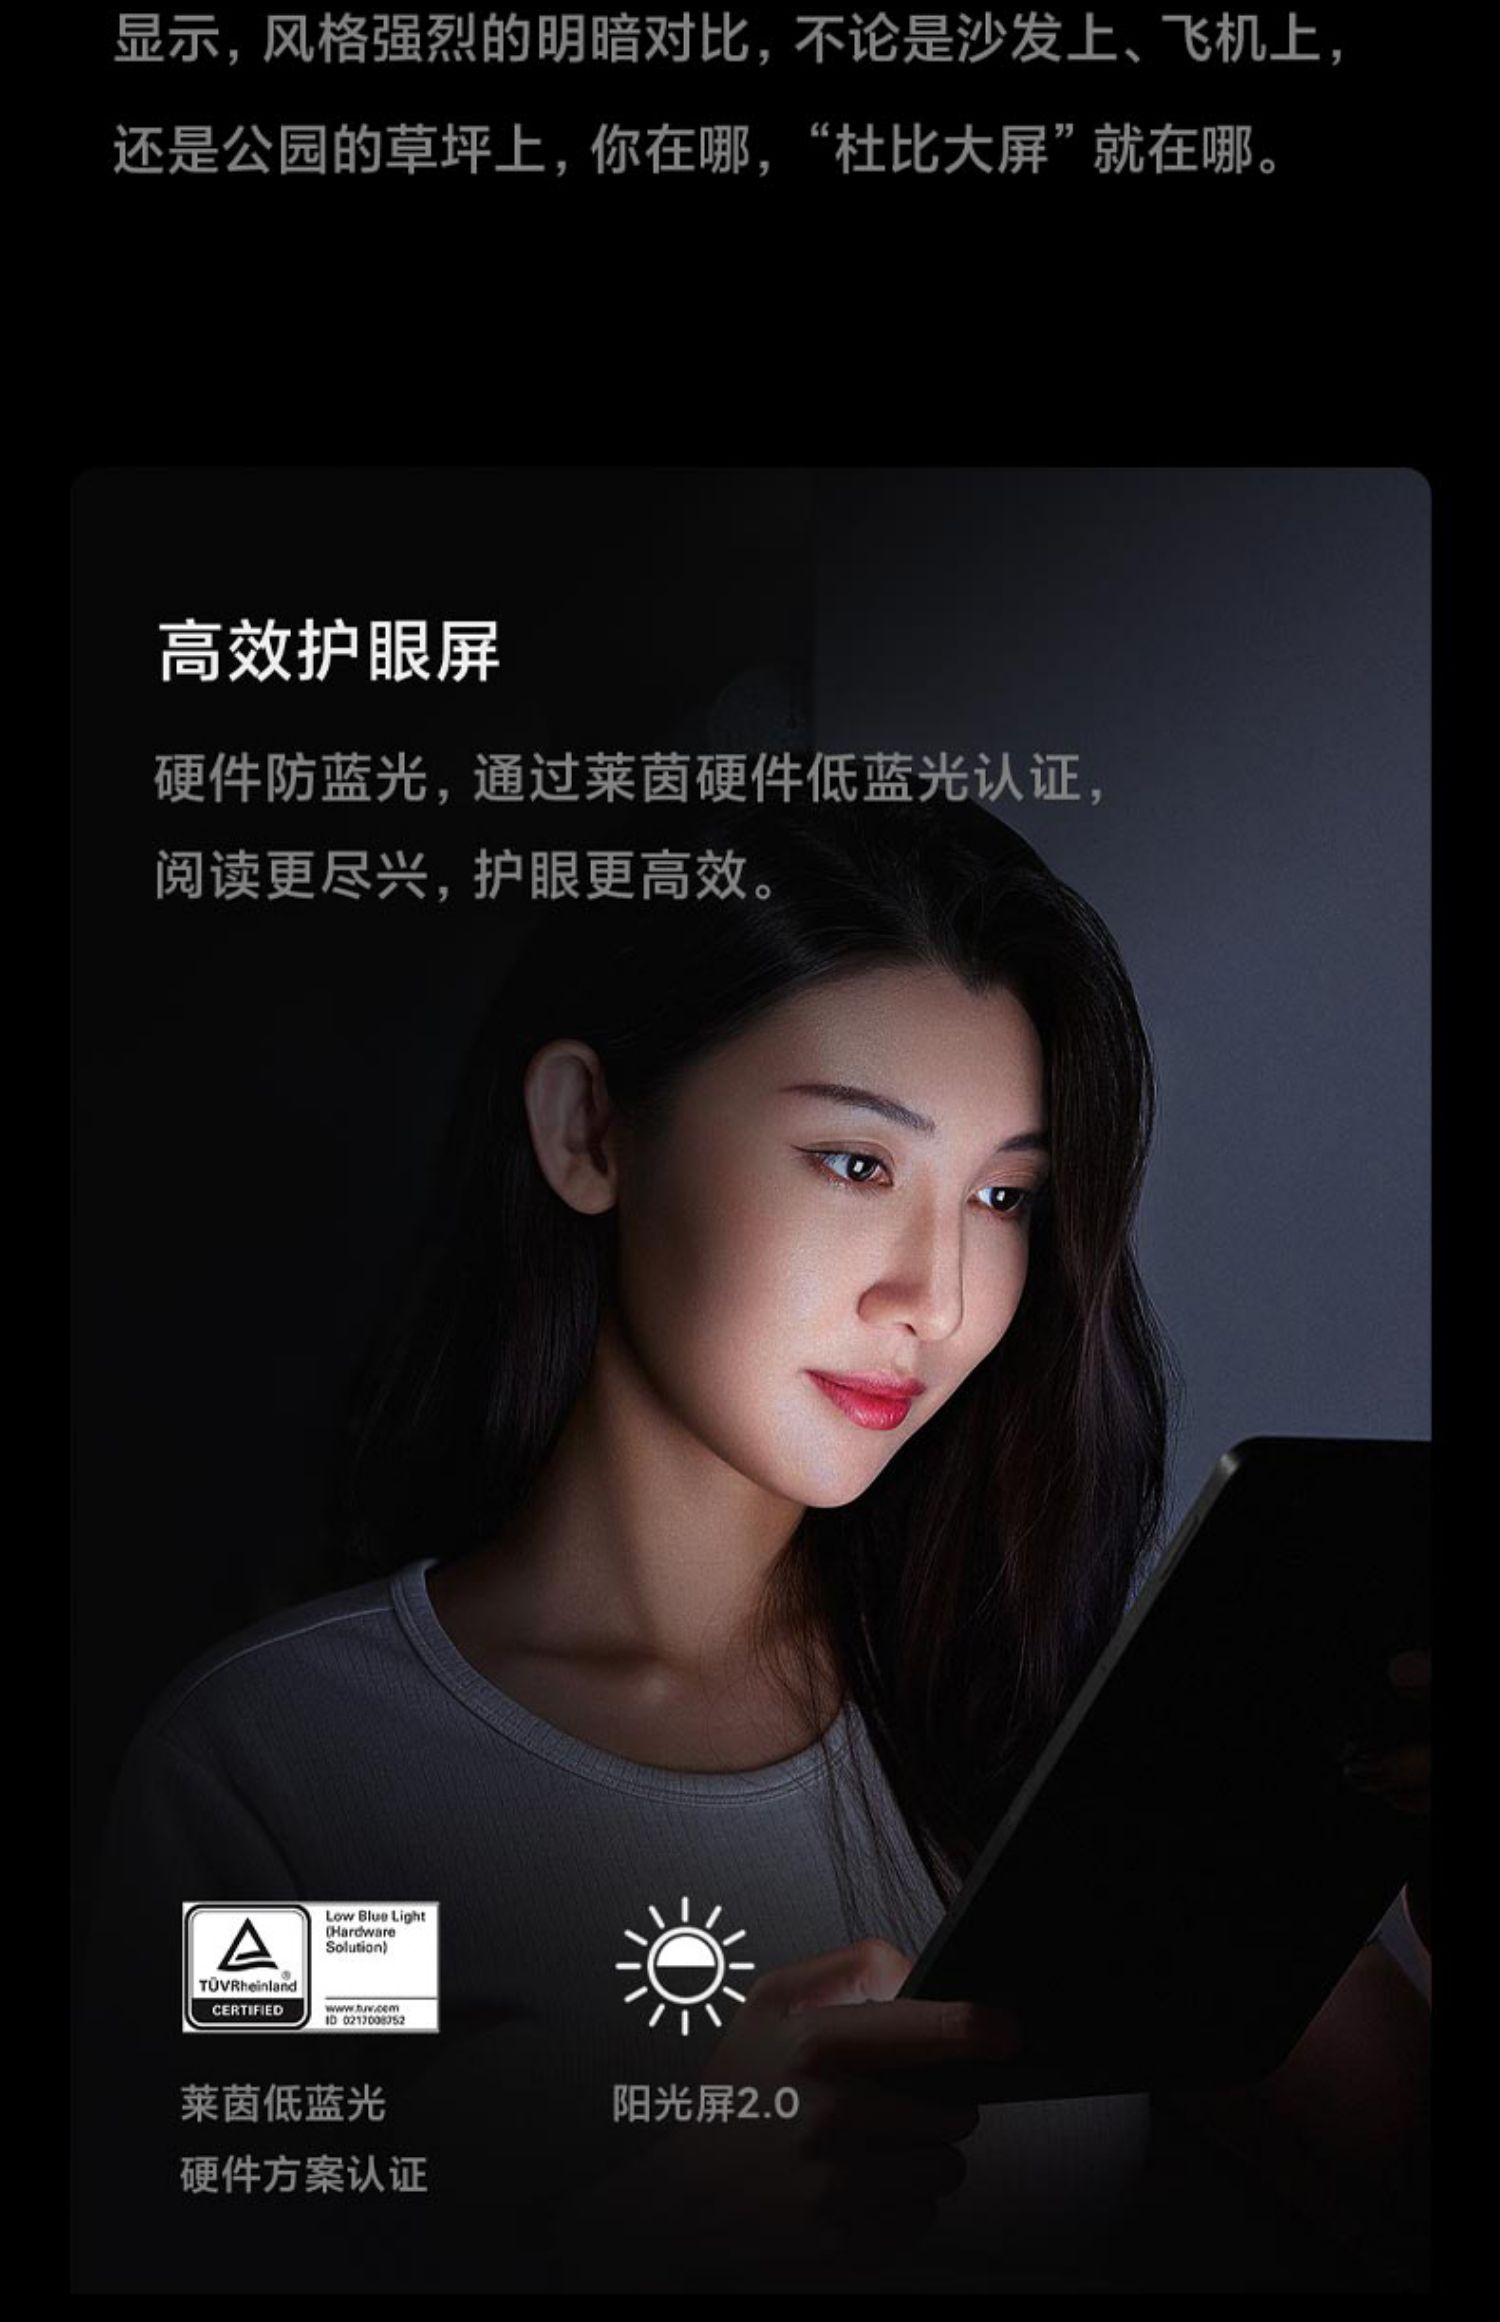 显示，风格强烈的明暗对比，不论是沙发上、飞机上，
还是公园的草坪上，你在哪，“杜比大屏”就在哪。
高效护眼屏
硬件防蓝光，通过莱茵硬件低蓝光认证，
阅读更尽兴，护眼更高效。
TÜVRheinland®
CERTIFIED
Low Blue Light
(Hardware
Solution)
www.tuv.com
ID 0217008752
莱茵低蓝光
硬件方案认证
阳光屏2.0